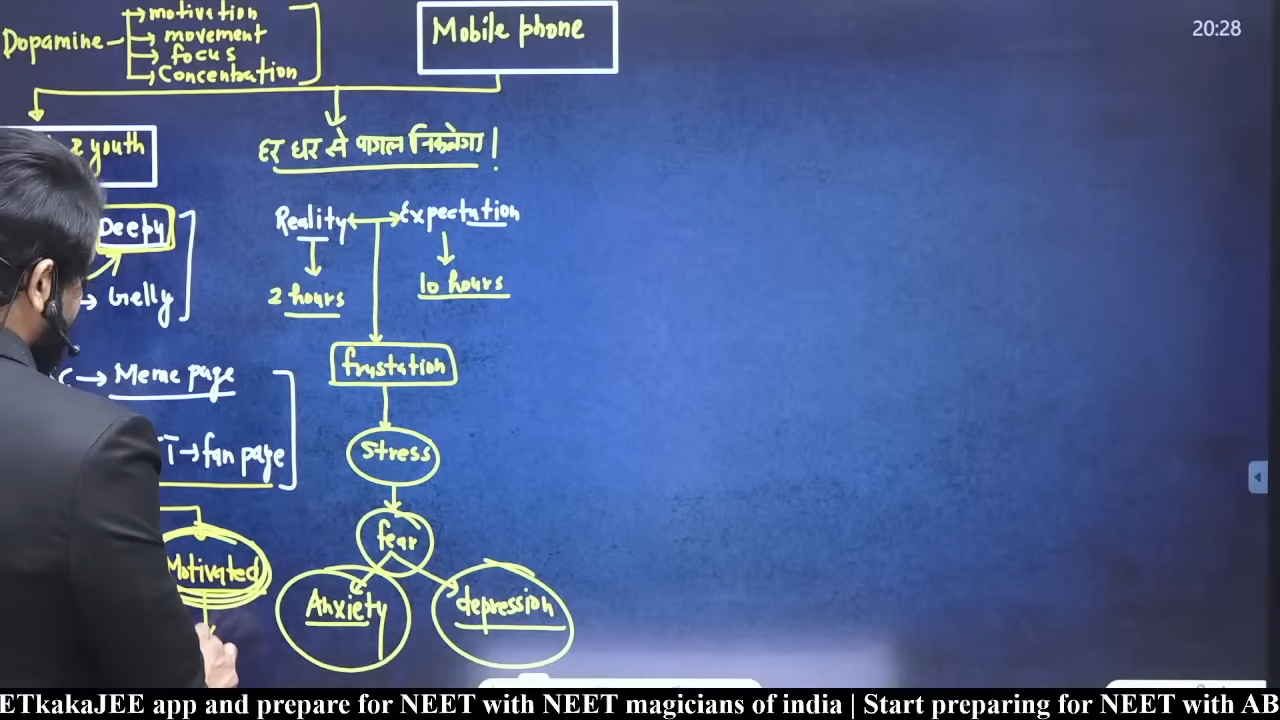 motivation
Dopamine movement
focus
Concentration
Mobile phone
20:28
youth
हर घर से पागल निकलेगा!
Deepy
Gelly
Reality Expectation
2 hours 10 hours
frustation
Meme page
Stress
fan page
fear
Motivated
Anxiety depression
ETkakaJEE app and prepare for NEET with NEET magicians of india | Start preparing for NEET with AB